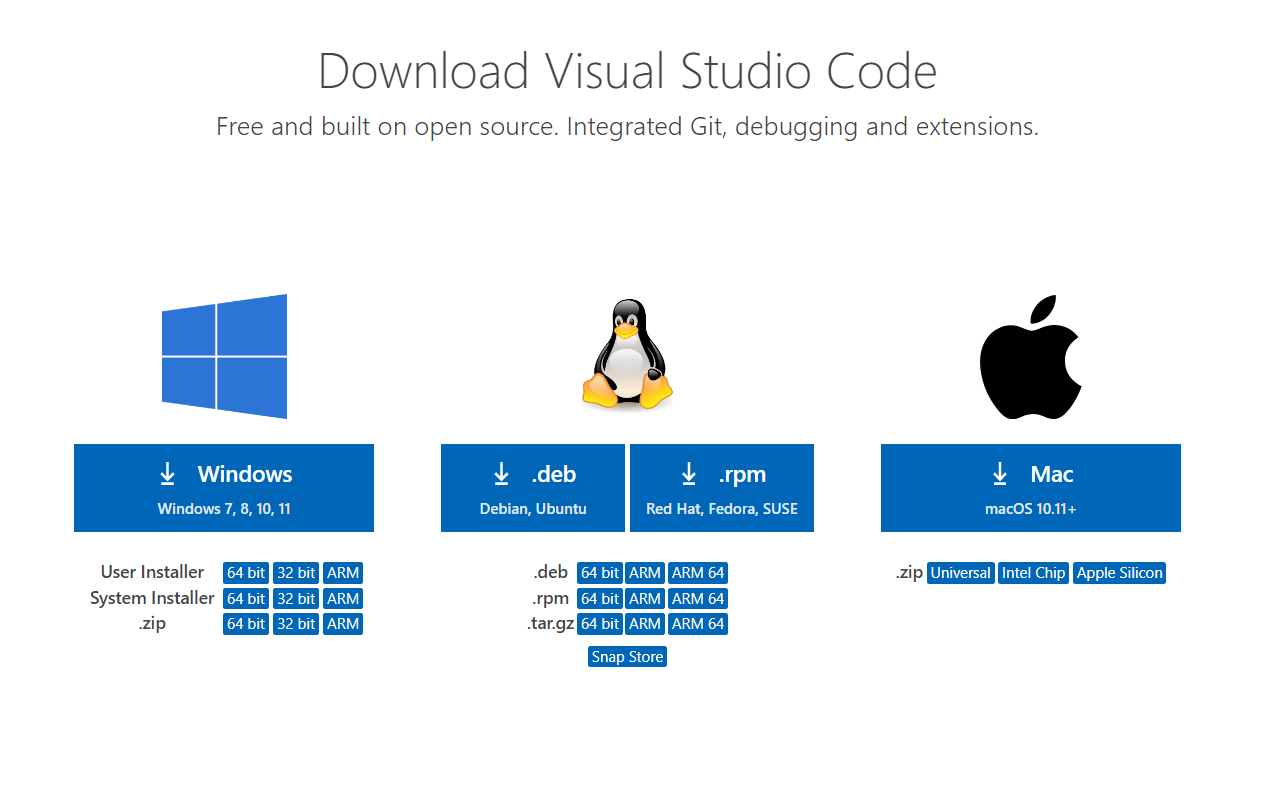 Download Visual Studio Code
Free and built on open source. Integrated Git, debugging and extensions.
Windows
Windows 7, 8, 10, 11
User Installer 64 bit 32 bit ARM
System Installer 64 bit 32 bit ARM
.zip 64 bit 32 bit ARM
.deb
Debian, Ubuntu
.rpm
Red Hat, Fedora, SUSE
.deb 64 bit ARM ARM 64
.rpm 64 bit ARM ARM 64
.tar.gz 64 bit ARM ARM 64
Snap Store
Mac
macOS 10.11+
.zip Universal Intel Chip Apple Silicon